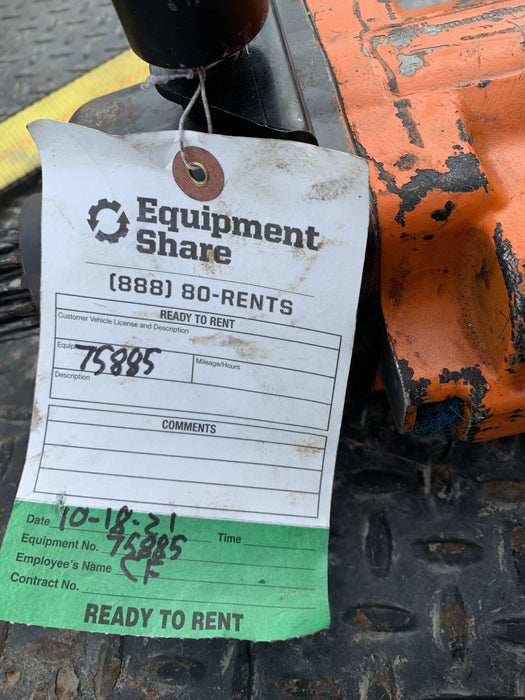 Equipment
Share
(888) 80-RENTS
READY TO RENT
Customer Vehicle License and Description
75885
Mileage/Hours
Description
COMMENTS
Date 10-18-21 Time
Equipment No. 75885
Employee's Name CF
Contract No.
READY TO RENT